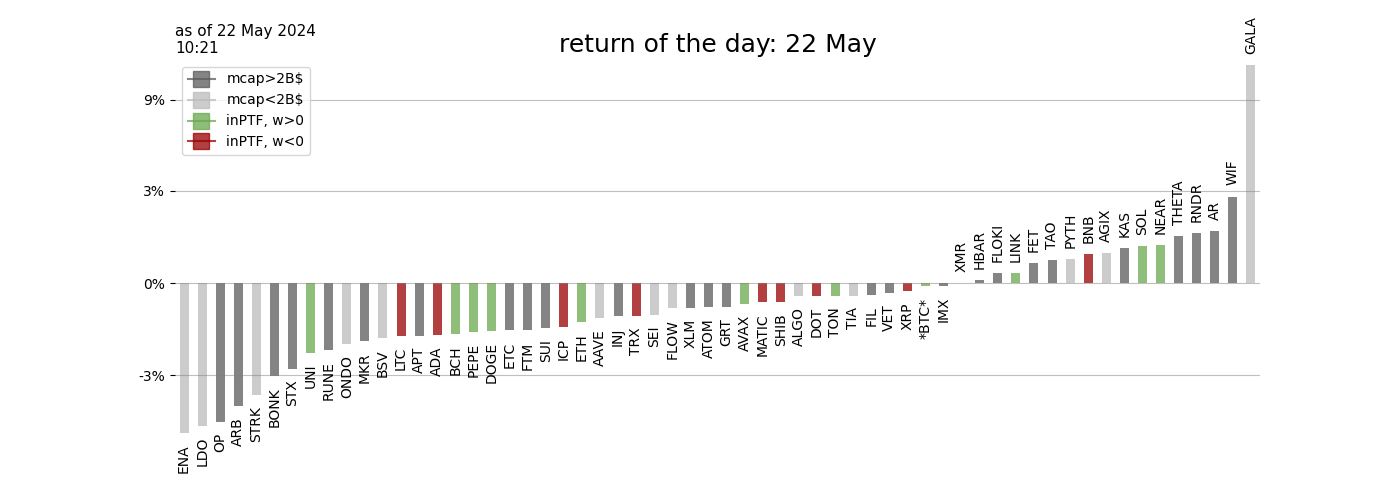 as of 22 May 2024
10:21
return of the day: 22 May
mcap>2B$
mcap<2B$
inPTF, w>0
inPTF, w<0
9%
3%
0%
-3%
ENA
LDO
OP
ARB
STRK
BONK
STX
UNI
RUNE
ONDO
MKR
BSV
LTC
APT
ADA
BCH
PEPE
DOGE
ETC
FTM
SUI
ICP
ETH
AAVE
INJ
TRX
SEI
FLOW
XLM
ATOM
GRT
AVAX
MATIC
SHIB
ALGO
DOT
TON
TIA
FIL
VET
XRP
*BTC*
IMX
XMR
HBAR
FLOKI
LINK
FET
TAO
PYTH
BNB
AGIX
KAS
SOL
NEAR
THETA
RNDR
AR
WIF
GALA